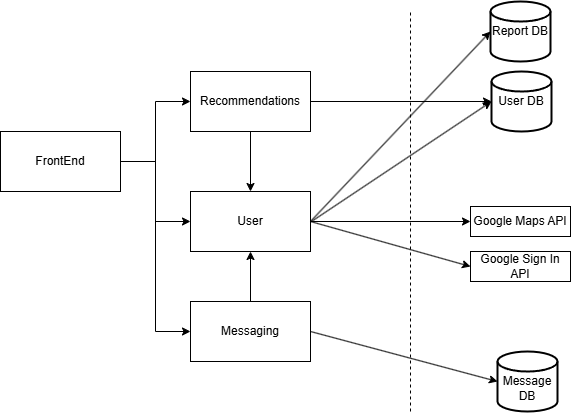 Report DB
Recommendations
User DB
FrontEnd
User
Google Maps API
Google Sign In
API
Messaging
Message
DB